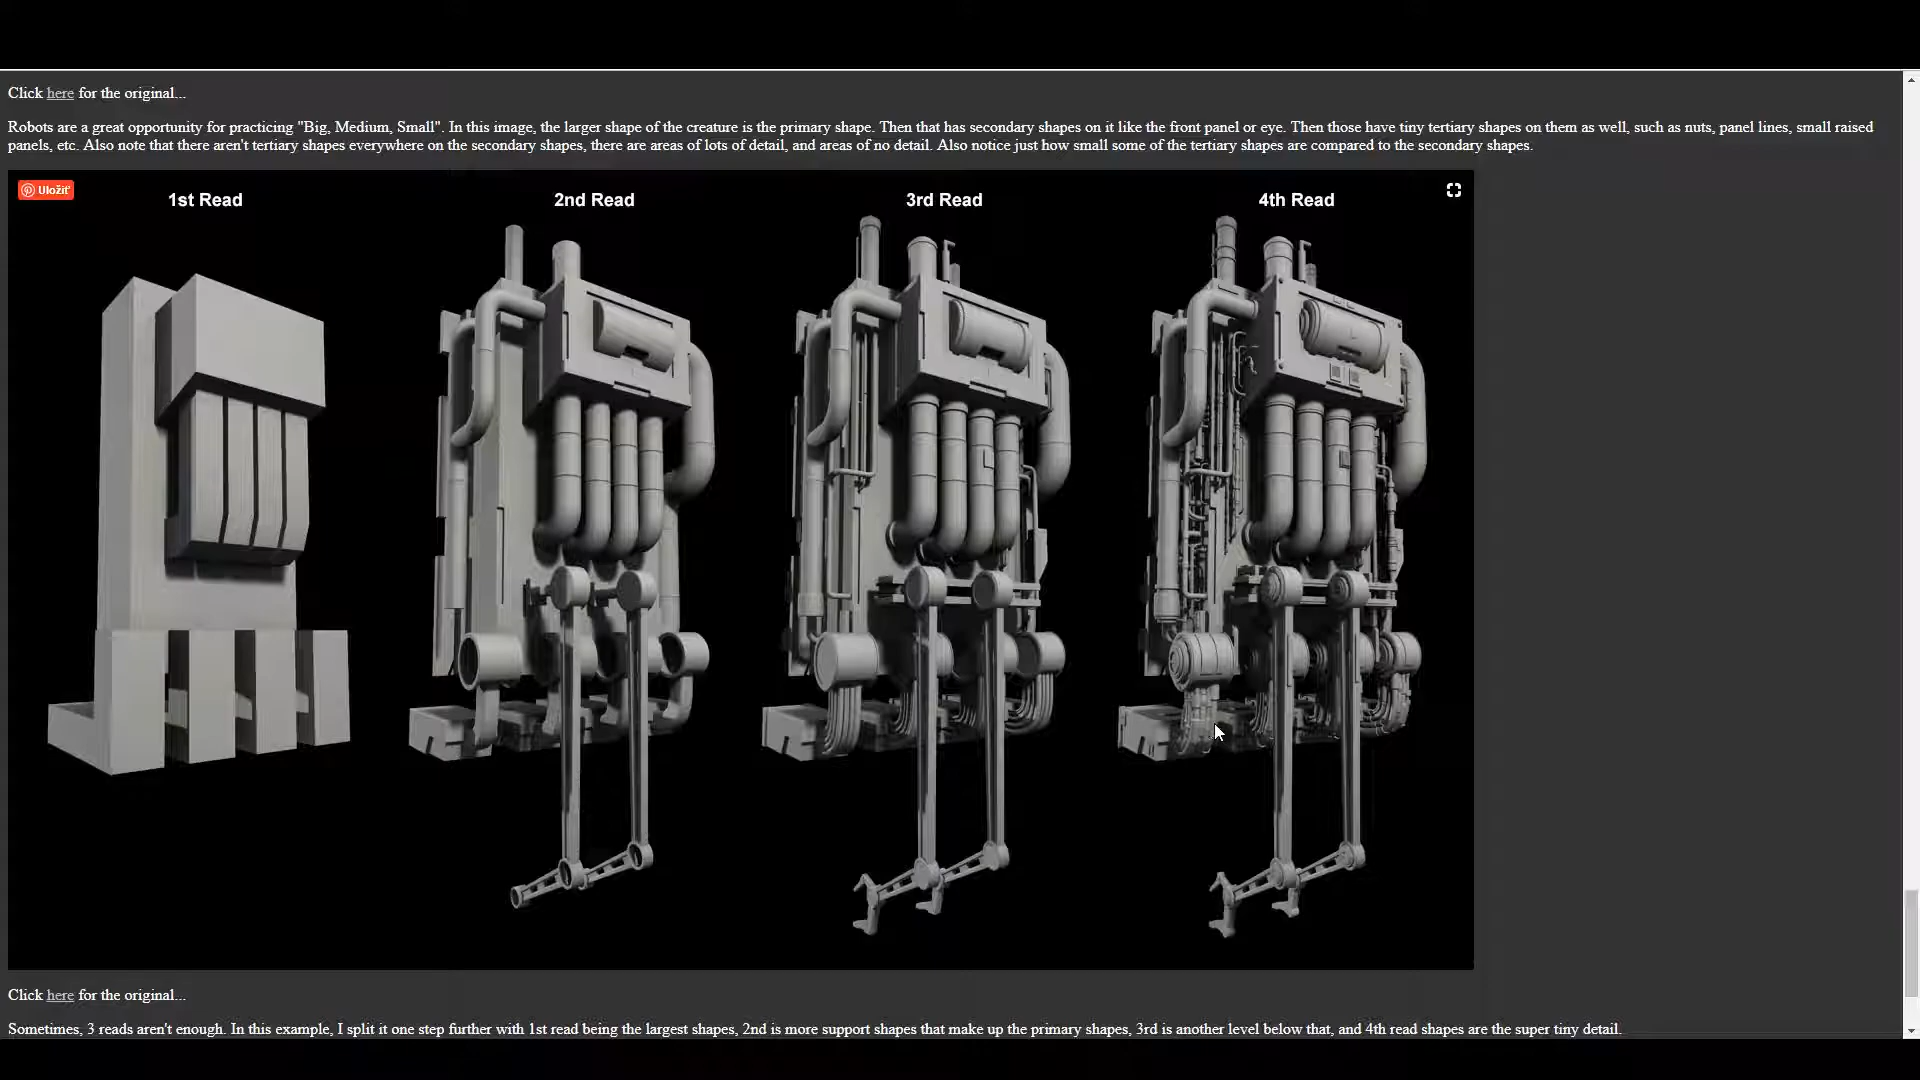 Click here for the original...
Robots are a great opportunity for practicing "Big, Medium, Small". In this image, the larger shape of the creature is the primary shape. Then that has secondary shapes on it like the front panel or eye. Then those have tiny tertiary shapes on them as well, such as nuts, panel lines, small raised
panels, etc. Also note that there aren't tertiary shapes everywhere on the secondary shapes, there are areas of lots of detail, and areas of no detail. Also notice just how small some of the tertiary shapes are compared to the secondary shapes.
Uložiť
1st Read 2nd Read 3rd Read 4th Read
Click here for the original...
Sometimes, 3 reads aren't enough. In this example, I split it one step further with 1st read being the largest shapes, 2nd is more support shapes that make up the primary shapes, 3rd is another level below that, and 4th read shapes are the super tiny detail.